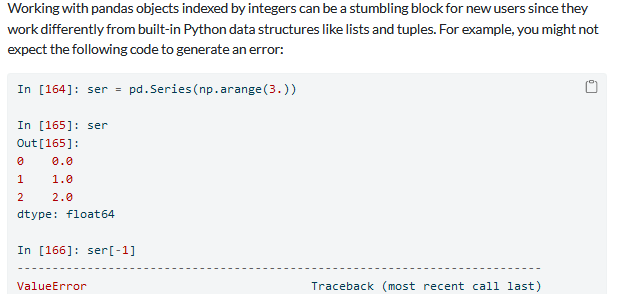 Working with pandas objects indexed by integers can be a stumbling block for new users since they
work differently from built-in Python data structures like lists and tuples. For example, you might not
expect the following code to generate an error:
In [164]: ser = pd.Series(np.arange(3.))
In [165]: ser
Out[165]:
0    0.0
1    1.0
2    2.0
dtype: float64
In [166]: ser[-1]
---------------------------------------------------------------------------
ValueError                                Traceback (most recent call last)